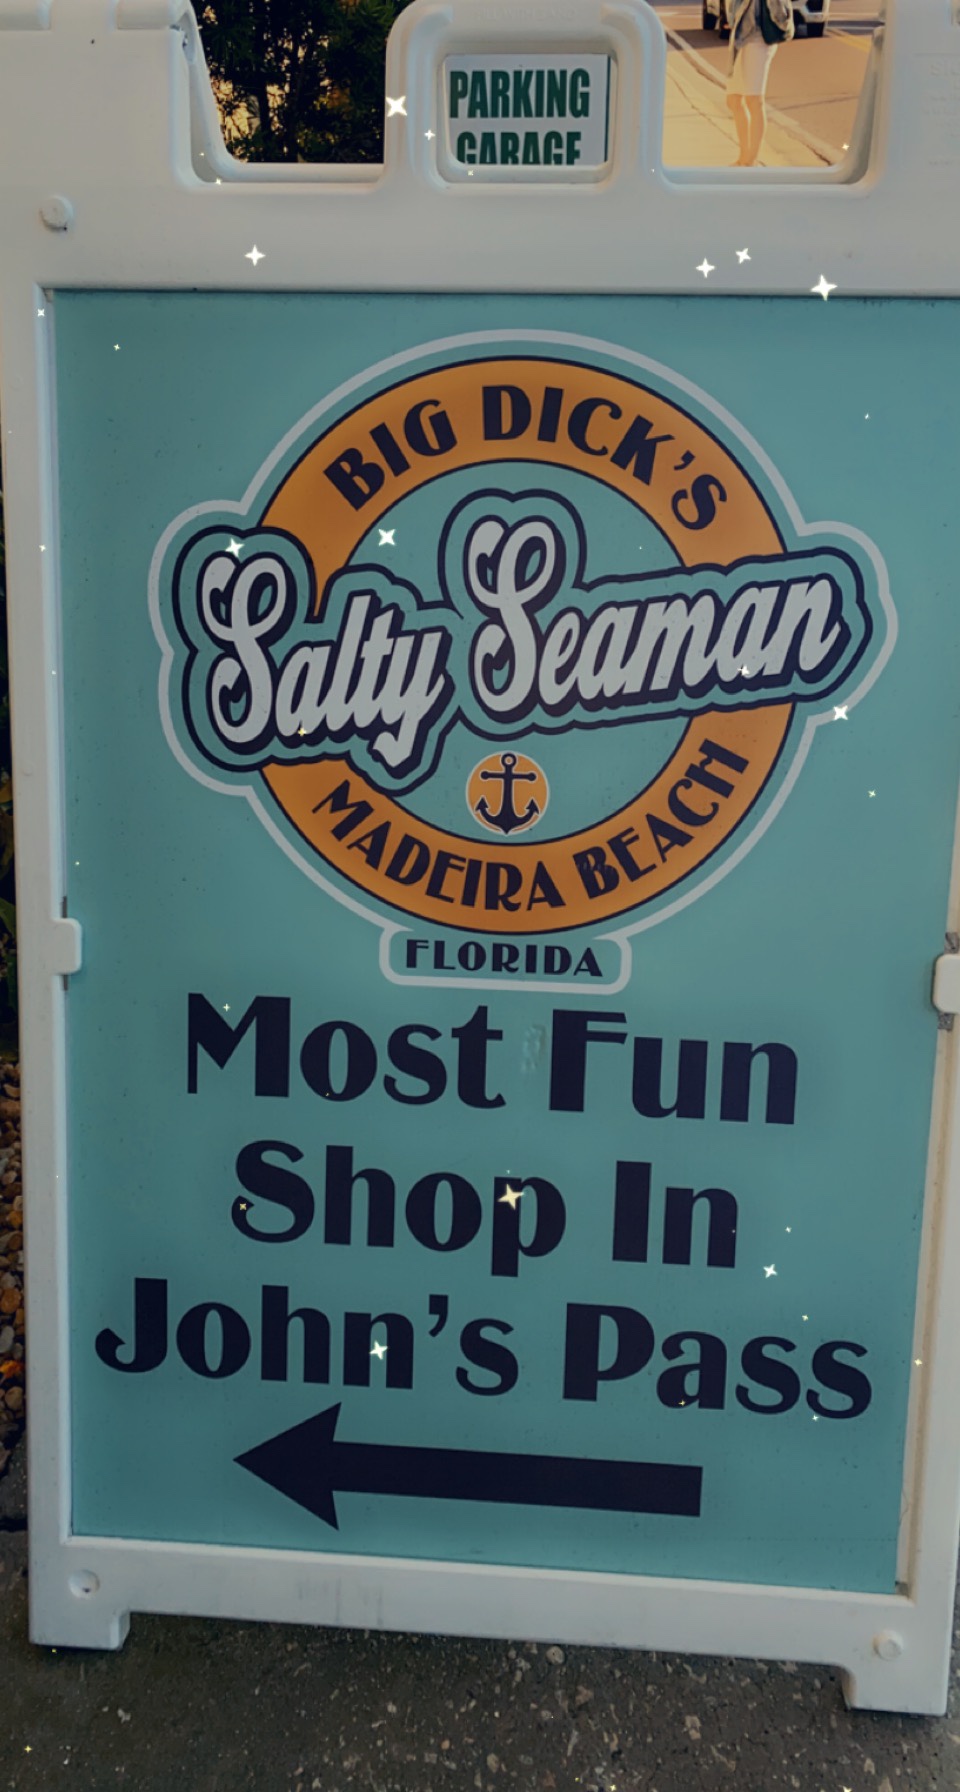 PARKING
GARAGE
BIG DICK'S
Salty Seaman
MADEIRA BEACH
FLORIDA
Most Fun
Shop In
John's Pass